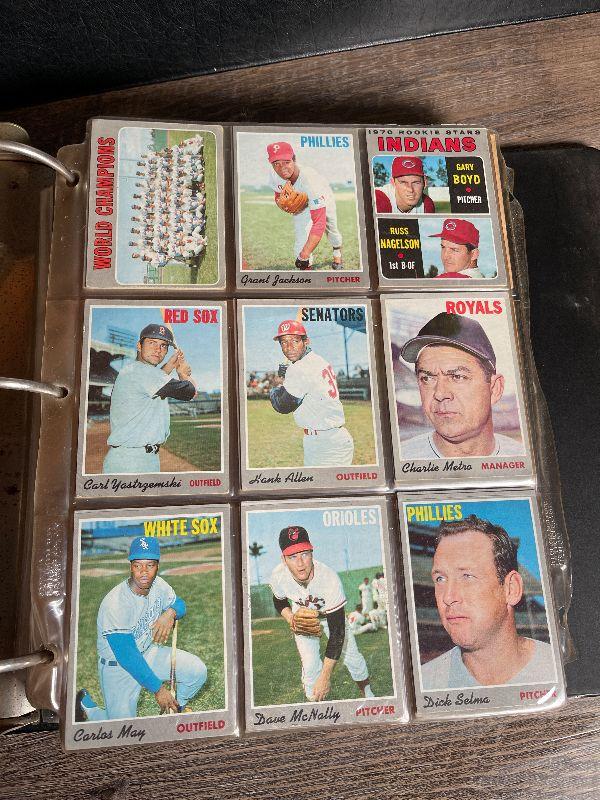 WORLD CHAMPIONS
PHILLIES
Grant Jackson PITCHER
1970 ROOKIE STARS
INDIANS
GARY
BOYD
PITCHER
RUSS
NAGELSON
1st B-OF
RED SOX
Carl Yastrzemski OUTFIELD
SENATORS
Hank Allen OUTFIELD
ROYALS
Charlie Metro MANAGER
WHITE SOX
Carlos May OUTFIELD
ORIOLES
Dave McNally PITCHER
PHILLIES
Dick Selma PITCHER